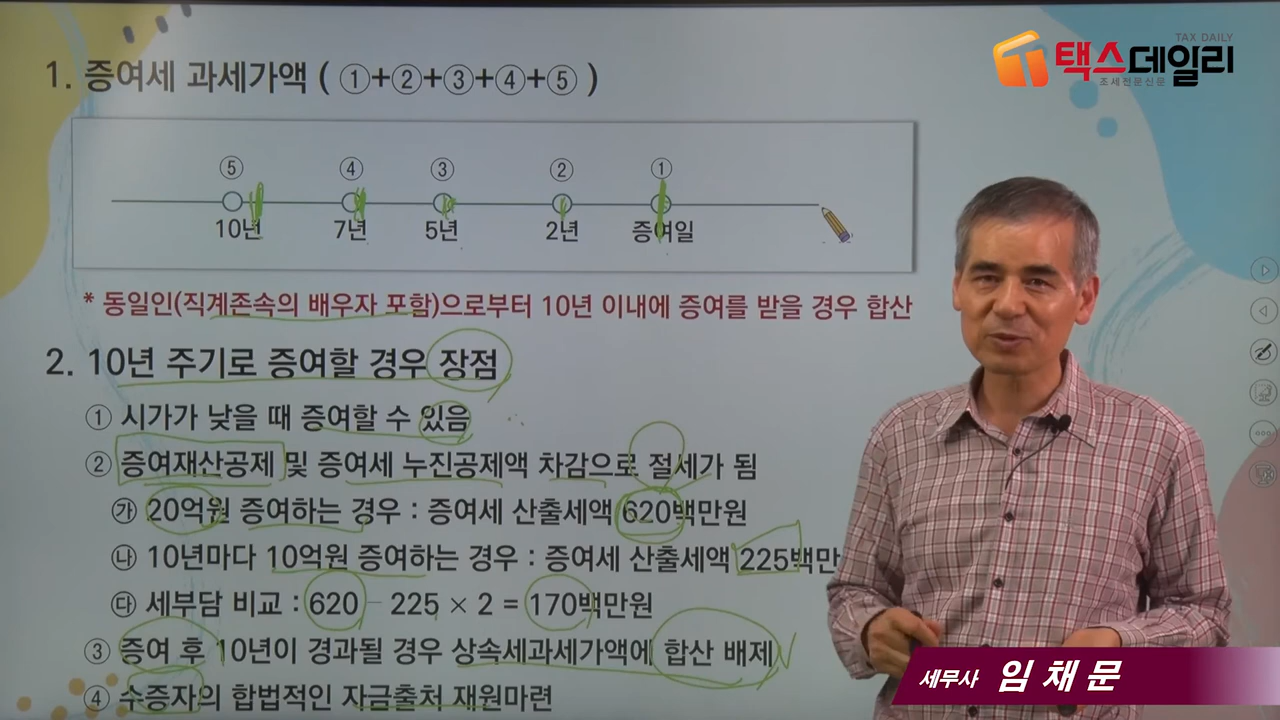 TAX DAILY
택스데일리
조세전문신문
1. 증여세 과세가액 ( ①+②+③+④+⑤ )
⑤ ④ ③ ② ①
10년 7년 5년 2년 증여일
* 동일인(직계존속의 배우자 포함)으로부터 10년 이내에 증여를 받을 경우 합산
2. 10년 주기로 증여할 경우 장점
① 시가가 낮을 때 증여할 수 있음
② 증여재산공제 및 증여세 누진공제액 차감으로 절세가 됨
㉮ 20억원 증여하는 경우 : 증여세 산출세액 620백만원
㉯ 10년마다 10억원 증여하는 경우 : 증여세 산출세액 225백만
㉰ 세부담 비교 : 620 - 225 × 2 = 170백만원
③ 증여 후 10년이 경과될 경우 상속세과세가액에 합산 배제
④ 수증자의 합법적인 자금출처 재원마련
세무사 임채문